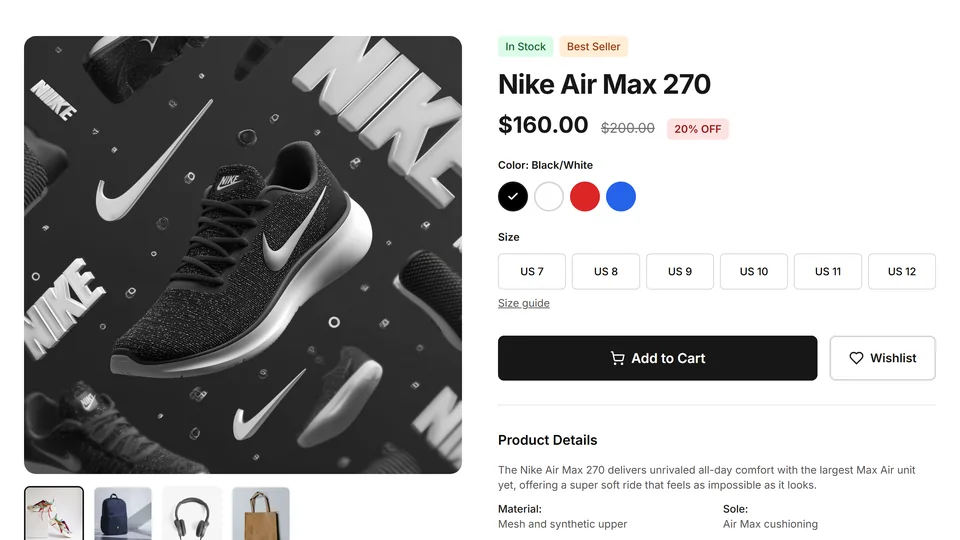 NIKE
NIKE
NIKE
NIKE
In Stock
Best Seller
Nike Air Max 270
$160.00
$200.00
20% OFF
Color: Black/White
Size
US 7
US 8
US 9
US 10
US 11
US 12
Size guide
Add to Cart
Wishlist
Product Details
The Nike Air Max 270 delivers unrivaled all-day comfort with the largest Max Air unit
yet, offering a super soft ride that feels as impossible as it looks.
Material:
Sole:
Mesh and synthetic upper
Air Max cushioning